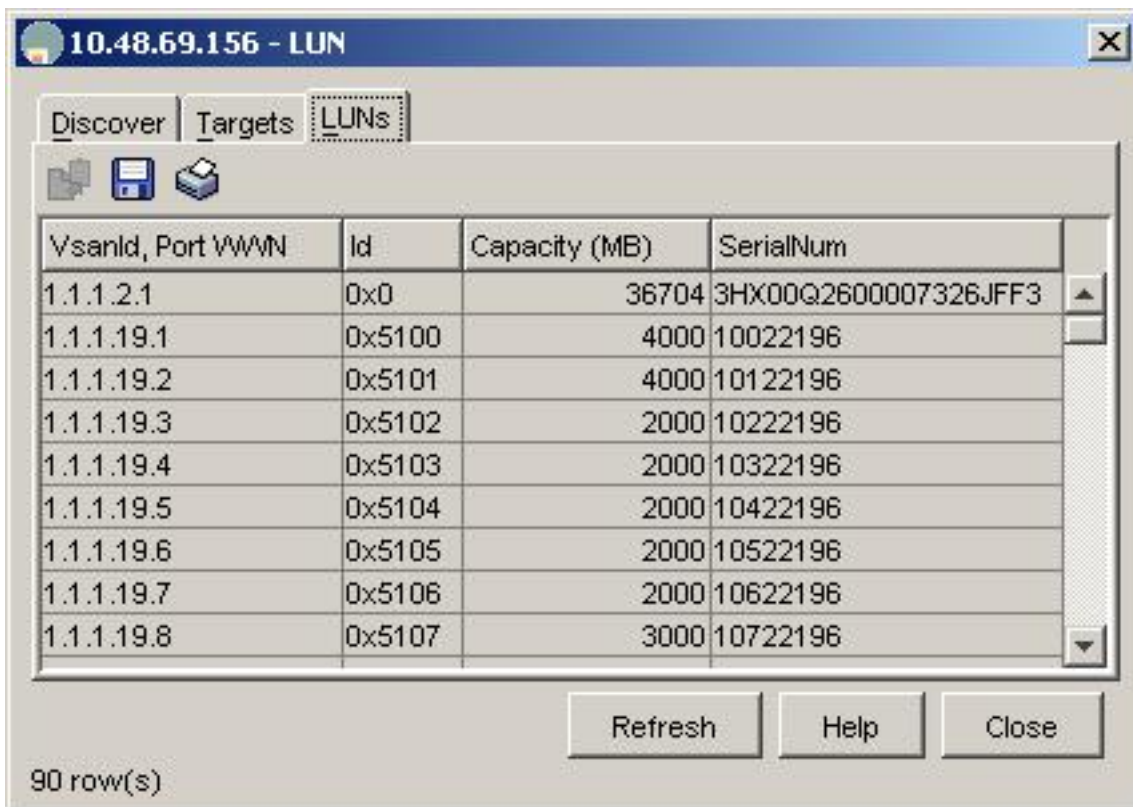 10.48.69.156 - LUN
Discover Targets LUNs
VsanId, Port WWN Id Capacity (MB) SerialNum
1.1.1.2.1 0x0 36704 3HX00Q2600007326JFF3
1.1.1.19.1 0x5100 4000 10022196
1.1.1.19.2 0x5101 4000 10122196
1.1.1.19.3 0x5102 2000 10222196
1.1.1.19.4 0x5103 2000 10322196
1.1.1.19.5 0x5104 2000 10422196
1.1.1.19.6 0x5105 2000 10522196
1.1.1.19.7 0x5106 2000 10622196
1.1.1.19.8 0x5107 3000 10722196
Refresh Help Close
90 row(s)